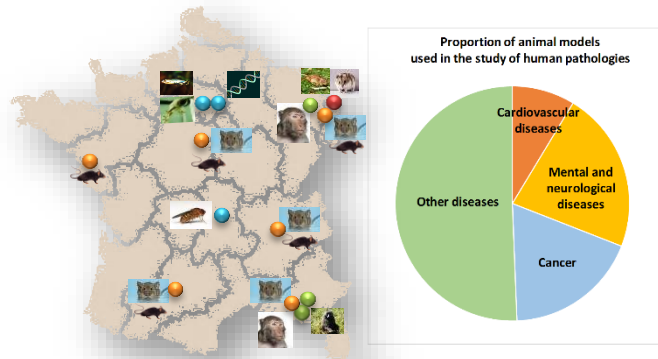 Proportion of animal models
used in the study of human pathologies
Cardiovascular
diseases
Mental and
neurological
diseases
Other diseases
Cancer